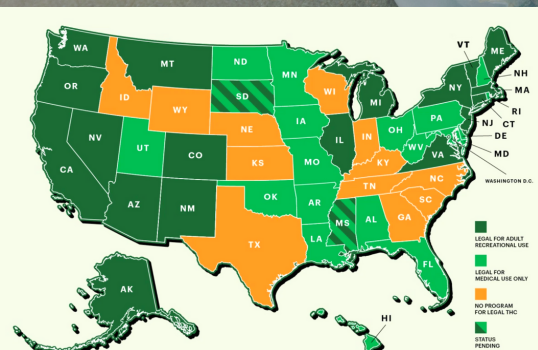 VT
ME
WA
MT
ND
MN
NH
OR
ID
SD
WI
NY
MA
WY
MI
RI
IA
PA
NJ
CT
NV
NE
OH
DE
UT
IL
IN
CO
WV
VA
MD
CA
KS
MO
KY
WASHINGTON D.C.
NC
TN
AZ
NM
OK
AR
SC
MS
AL
GA
TX
LA
FL
AK
HI
LEGAL FOR ADULT
RECREATIONAL USE
LEGAL FOR
MEDICAL USE ONLY
NO PROGRAM
FOR LEGAL THC
STATUS
PENDING